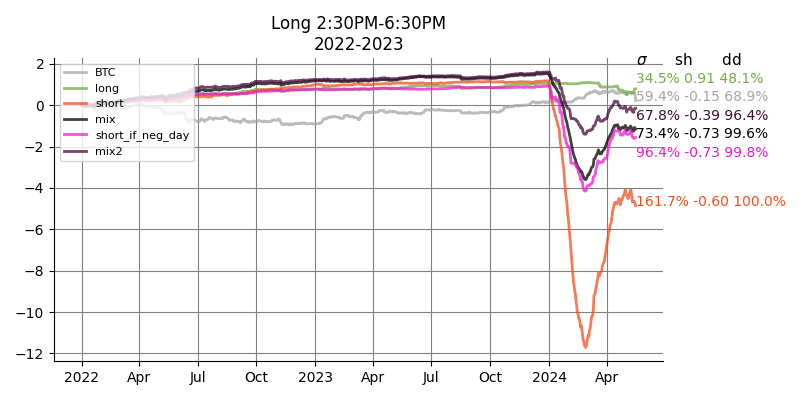 Long 2:30PM-6:30PM
2022-2023
σ sh dd
34.5% 0.91 48.1%
59.4% -0.15 68.9%
67.8% -0.39 96.4%
73.4% -0.73 99.6%
96.4% -0.73 99.8%
161.7% -0.60 100.0%
BTC
long
short
mix
short_if_neg_day
mix2
2
0
−2
−4
−6
−8
−10
−12
2022 Apr Jul Oct 2023 Apr Jul Oct 2024 Apr